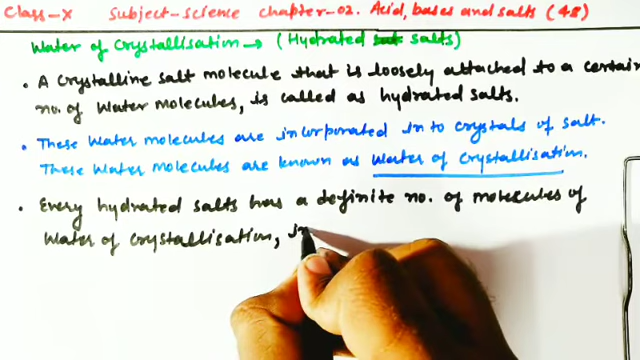 Class-X Subject-Science chapter-02. Acid, bases and salts (48)
Water of Crystallisation → (Hydrated salts)
• A crystalline salt molecule that is loosely attached to a certain
no. of water molecules, is called as hydrated salts.
• These water molecules are incorporated in to crystals of salt.
These water molecules are known as water of crystallisation.
• Every hydrated salts has a definite no. of molecules of
water of crystallisation, in